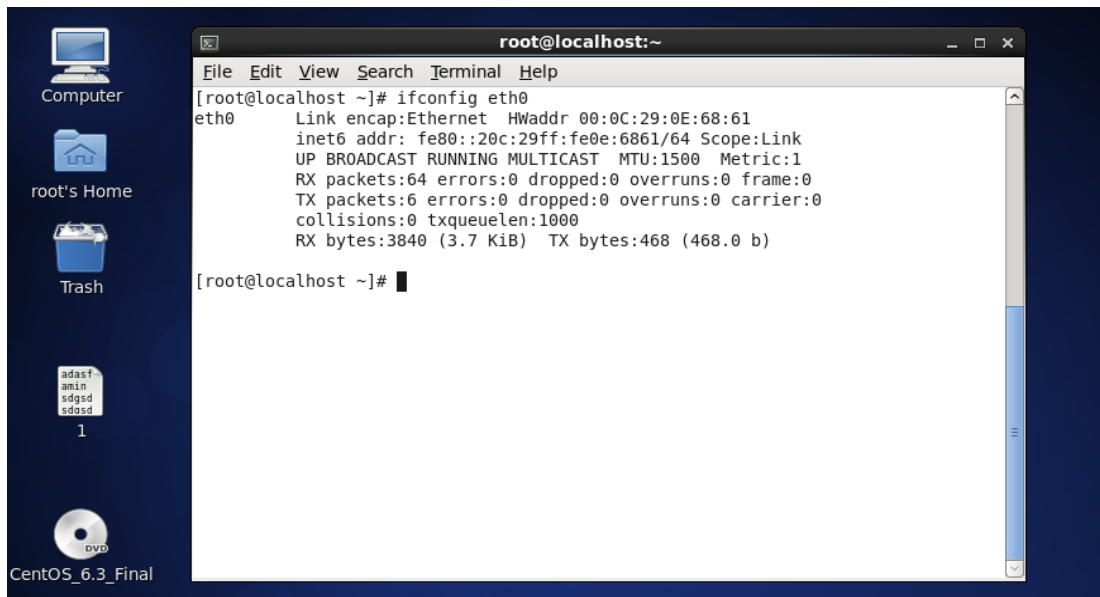 Computer
root's Home
Trash
adasf
amin
sdgsd
sdgsd
1
DVD
CentOS_6.3_Final
root@localhost:~
File Edit View Search Terminal Help
[root@localhost ~]# ifconfig eth0
eth0      Link encap:Ethernet  HWaddr 00:0C:29:0E:68:61
          inet6 addr: fe80::20c:29ff:fe0e:6861/64 Scope:Link
          UP BROADCAST RUNNING MULTICAST  MTU:1500  Metric:1
          RX packets:64 errors:0 dropped:0 overruns:0 frame:0
          TX packets:6 errors:0 dropped:0 overruns:0 carrier:0
          collisions:0 txqueuelen:1000
          RX bytes:3840 (3.7 KiB)  TX bytes:468 (468.0 b)
[root@localhost ~]#